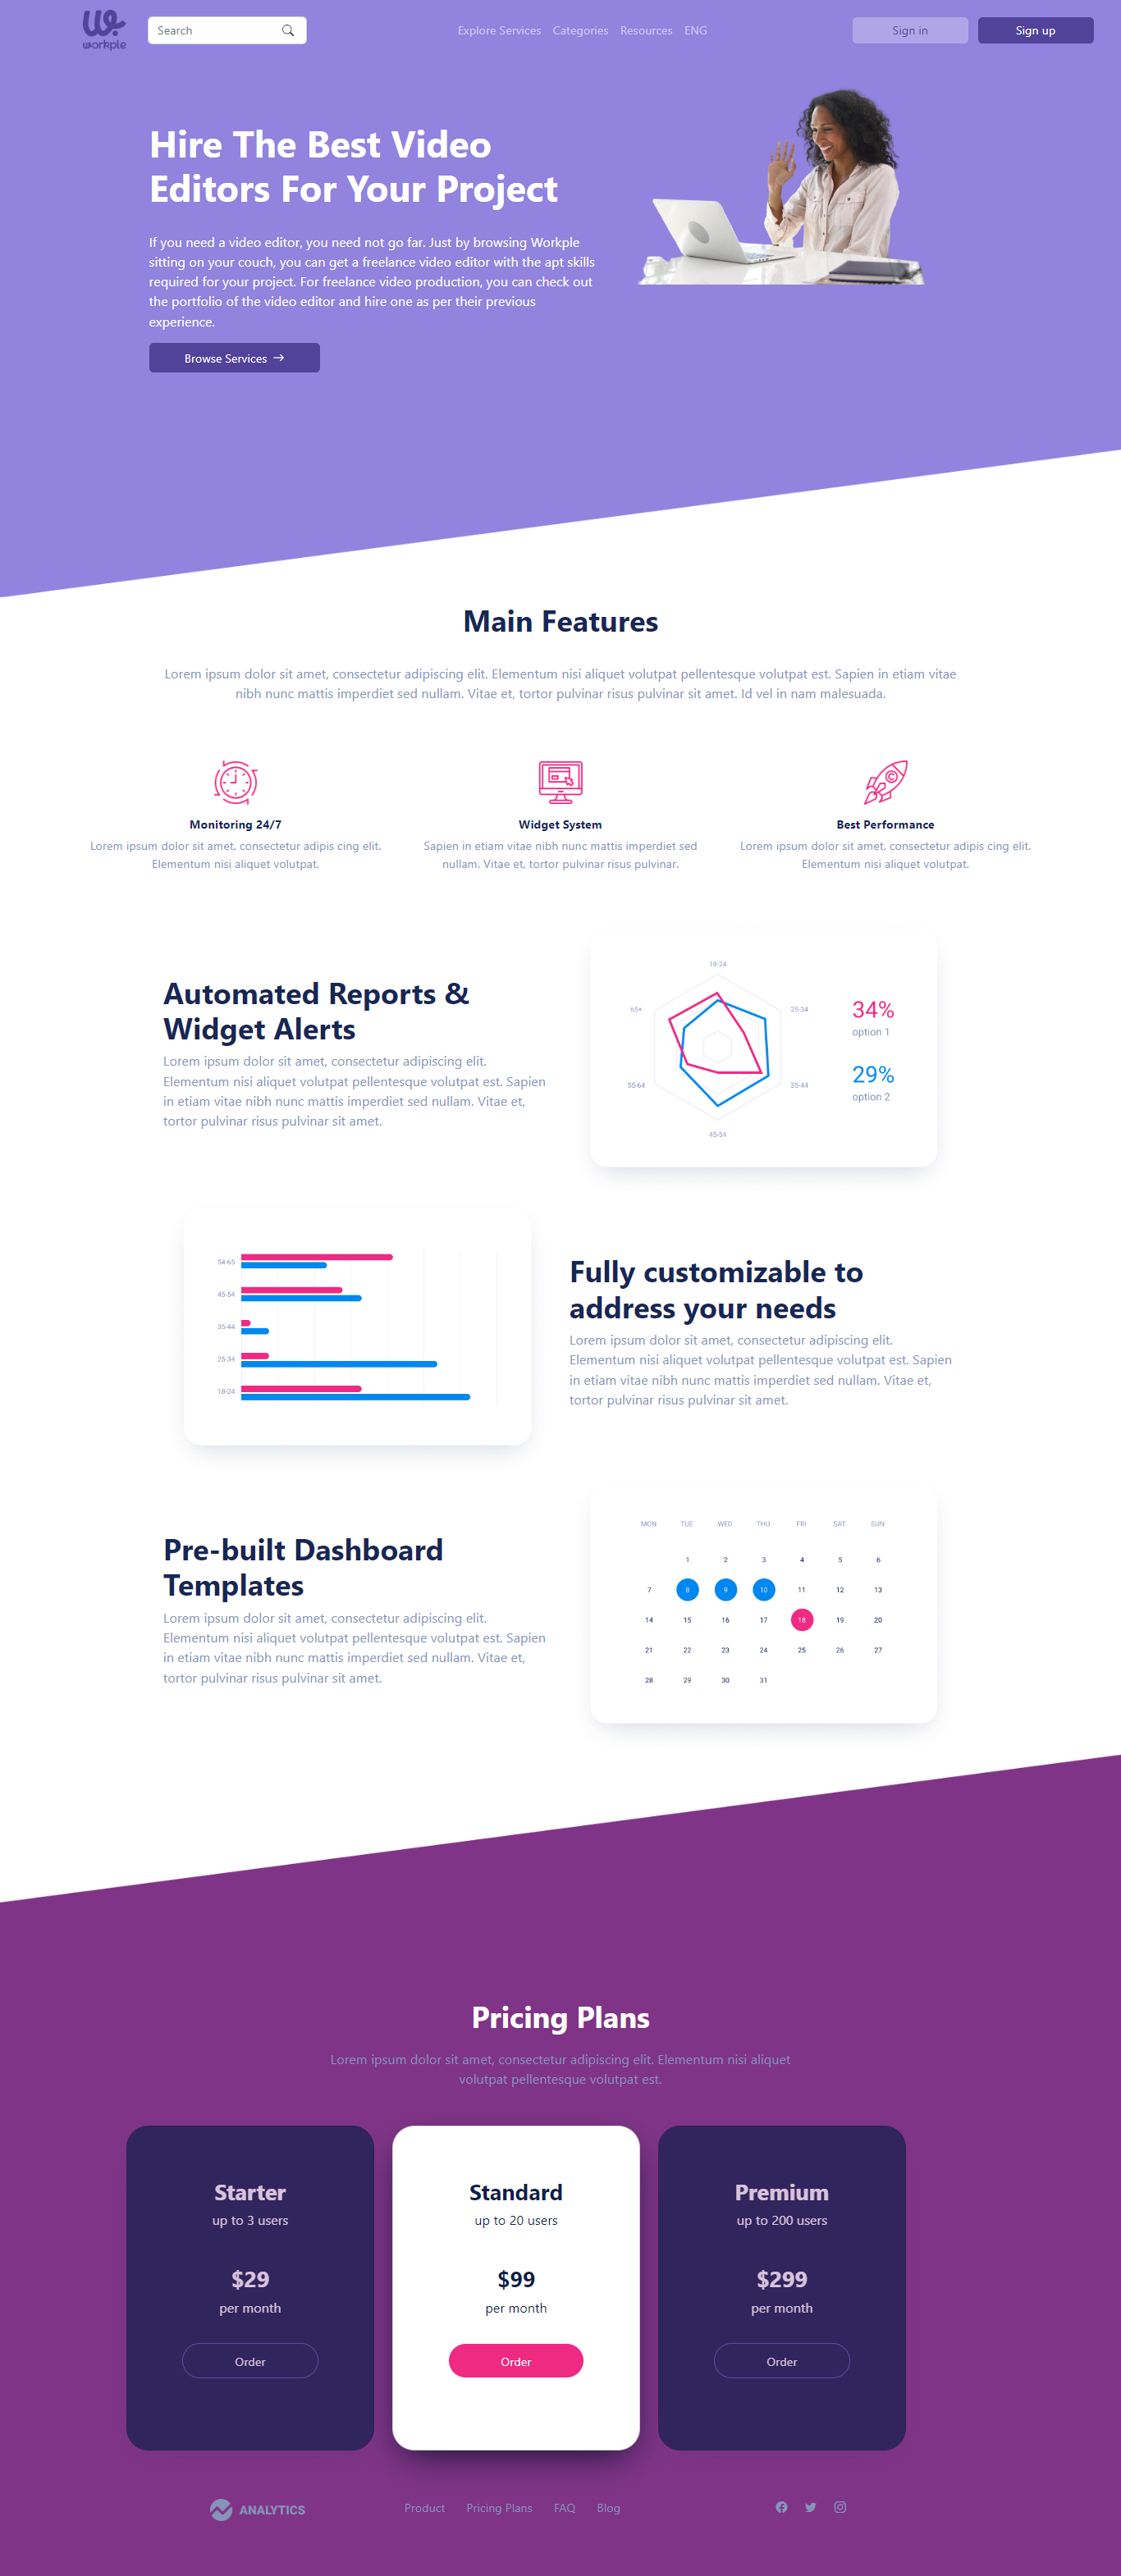 workple
Search
Explore Services Categories Resources ENG
Sign in
Sign up
Hire The Best Video
Editors For Your Project
If you need a video editor, you need not go far. Just by browsing Workple
sitting on your couch, you can get a freelance video editor with the apt skills
required for your project. For freelance video production, you can check out
the portfolio of the video editor and hire one as per their previous
experience.
Browse Services →
Main Features
Lorem ipsum dolor sit amet, consectetur adipiscing elit. Elementum nisi aliquet volutpat pellentesque volutpat est. Sapien in etiam vitae
nibh nunc mattis imperdiet sed nullam. Vitae et, tortor pulvinar risus pulvinar sit amet. Id vel in nam malesuada.
Monitoring 24/7
Lorem ipsum dolor sit amet, consectetur adipis cing elit.
Elementum nisi aliquet volutpat.
Widget System
Sapien in etiam vitae nibh nunc mattis imperdiet sed
nullam. Vitae et, tortor pulvinar risus pulvinar.
Best Performance
Lorem ipsum dolor sit amet, consectetur adipis cing elit.
Elementum nisi aliquet volutpat.
Automated Reports &
Widget Alerts
Lorem ipsum dolor sit amet, consectetur adipiscing elit.
Elementum nisi aliquet volutpat pellentesque volutpat est. Sapien
in etiam vitae nibh nunc mattis imperdiet sed nullam. Vitae et,
tortor pulvinar risus pulvinar sit amet.
18-24
65+
25-34
55-64
35-44
45-54
34%
option 1
29%
option 2
54-65
45-54
35-44
25-34
18-24
Fully customizable to
address your needs
Lorem ipsum dolor sit amet, consectetur adipiscing elit.
Elementum nisi aliquet volutpat pellentesque volutpat est. Sapien
in etiam vitae nibh nunc mattis imperdiet sed nullam. Vitae et,
tortor pulvinar risus pulvinar sit amet.
Pre-built Dashboard
Templates
Lorem ipsum dolor sit amet, consectetur adipiscing elit.
Elementum nisi aliquet volutpat pellentesque volutpat est. Sapien
in etiam vitae nibh nunc mattis imperdiet sed nullam. Vitae et,
tortor pulvinar risus pulvinar sit amet.
MON TUE WED THU FRI SAT SUN
1 2 3 4 5 6
7 8 9 10 11 12 13
14 15 16 17 18 19 20
21 22 23 24 25 26 27
28 29 30 31
Pricing Plans
Lorem ipsum dolor sit amet, consectetur adipiscing elit. Elementum nisi aliquet
volutpat pellentesque volutpat est.
Starter
up to 3 users
$29
per month
Order
Standard
up to 20 users
$99
per month
Order
Premium
up to 200 users
$299
per month
Order
ANALYTICS
Product Pricing Plans FAQ Blog